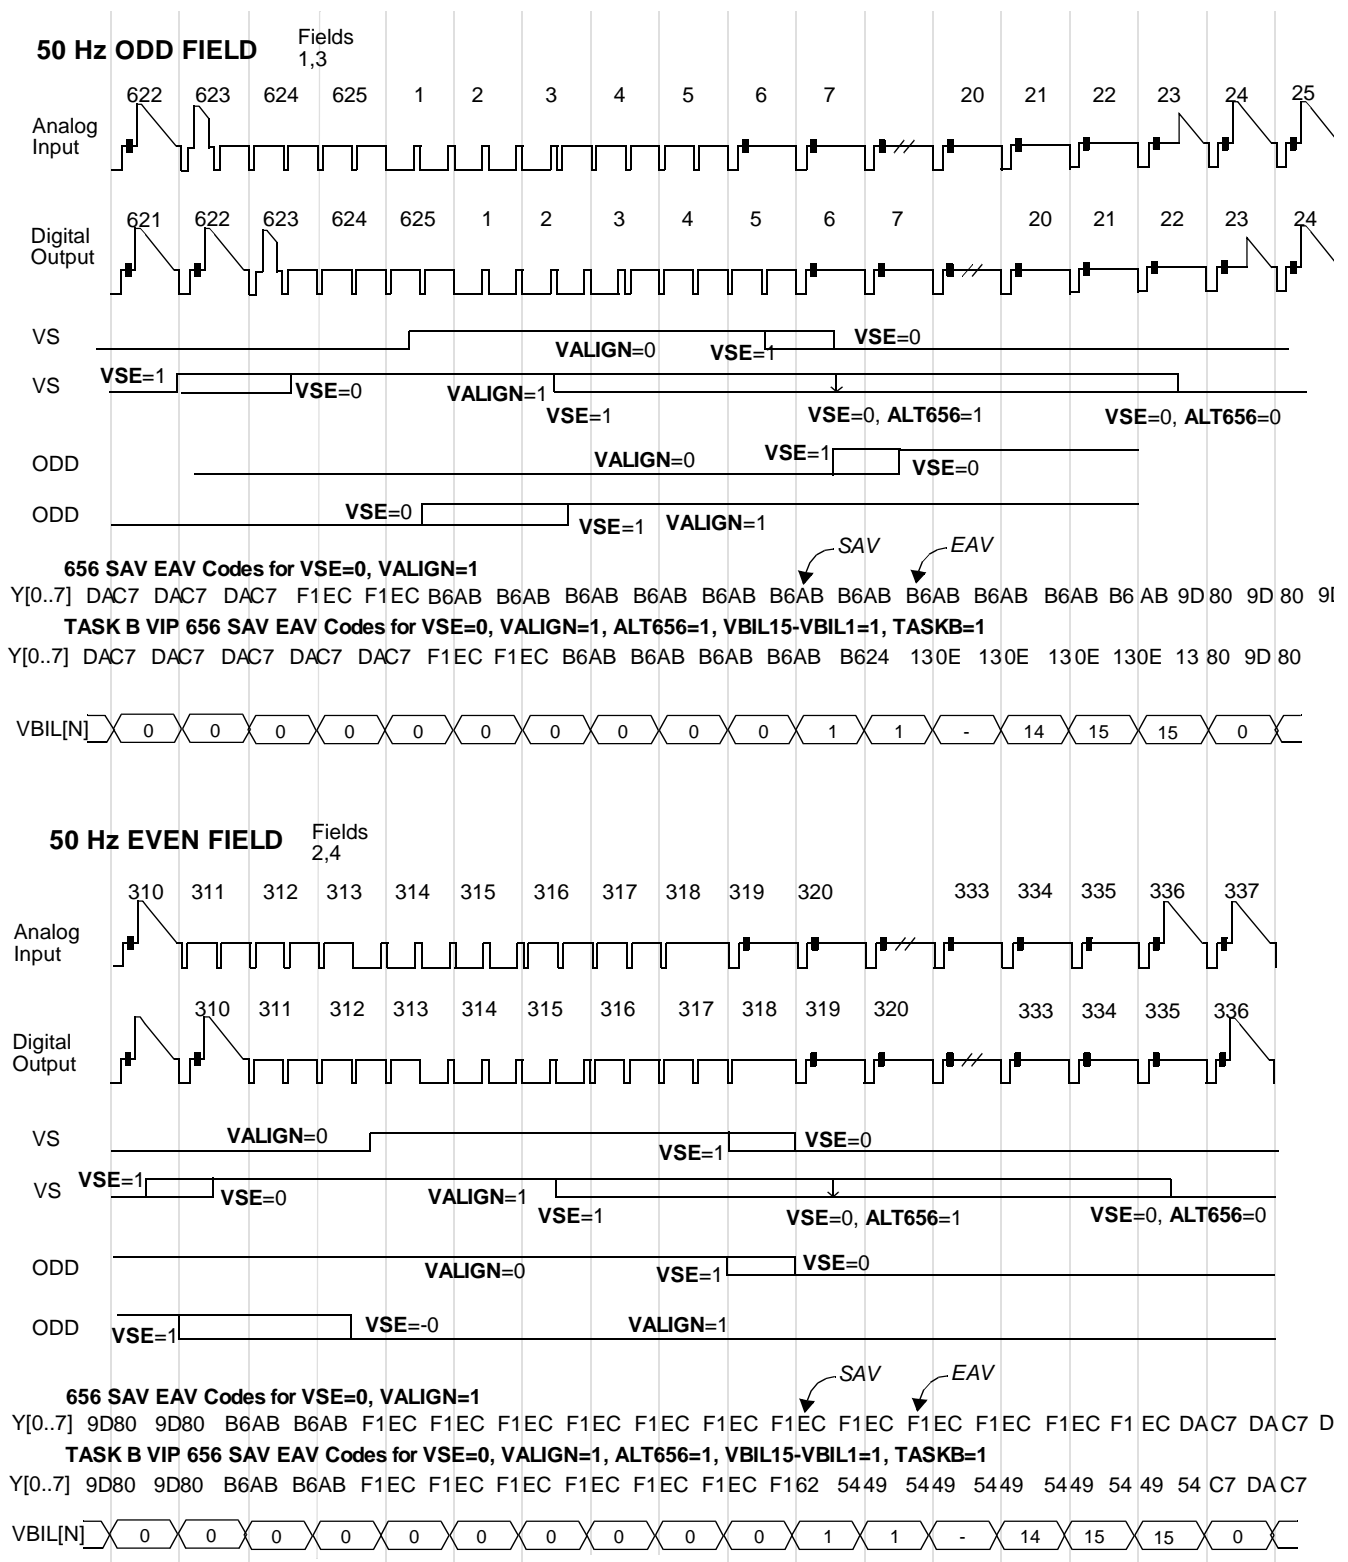 50 Hz ODD FIELD
Fields
1,3
622 623 624 625 1 2 3 4 5 6 7 20 21 22 23 24 25
Analog
Input
621 622 623 624 625 1 2 3 4 5 6 7 20 21 22 23 24
Digital
Output
VS VALIGN=0 VSE=1 VSE=0
VS VSE=1 VSE=0 VALIGN=1 VSE=1 VSE=0, ALT656=1 VSE=0, ALT656=0
ODD VALIGN=0 VSE=1 VSE=0
ODD VSE=0 VSE=1 VALIGN=1
SAV EAV
656 SAV EAV Codes for VSE=0, VALIGN=1
Y[0..7] DAC7 DAC7 DAC7 F1EC F1EC B6AB B6AB B6AB B6AB B6AB B6AB B6AB B6AB B6AB B6AB B6 AB 9D 80 9D 80 9D
TASK B VIP 656 SAV EAV Codes for VSE=0, VALIGN=1, ALT656=1, VBIL15-VBIL1=1, TASKB=1
Y[0..7] DAC7 DAC7 DAC7 DAC7 DAC7 F1EC F1EC B6AB B6AB B6AB B6AB B624 130E 130E 130E 130E 13 80 9D 80
VBIL[N] 0 0 0 0 0 0 0 0 0 0 1 1 - 14 15 15 0
50 Hz EVEN FIELD
Fields
2,4
310 311 312 313 314 315 316 317 318 319 320 333 334 335 336 337
Analog
Input
310 311 312 313 314 315 316 317 318 319 320 333 334 335 336
Digital
Output
VS VALIGN=0 VSE=1 VSE=0
VS VSE=1 VSE=0 VALIGN=1 VSE=1 VSE=0, ALT656=1 VSE=0, ALT656=0
ODD VALIGN=0 VSE=1 VSE=0
ODD VSE=1 VSE=-0 VALIGN=1
SAV EAV
656 SAV EAV Codes for VSE=0, VALIGN=1
Y[0..7] 9D80 9D80 B6AB B6AB F1EC F1EC F1EC F1EC F1EC F1EC F1EC F1EC F1EC F1EC F1EC F1 EC DAC7 DAC7 D
TASK B VIP 656 SAV EAV Codes for VSE=0, VALIGN=1, ALT656=1, VBIL15-VBIL1=1, TASKB=1
Y[0..7] 9D80 9D80 B6AB B6AB F1EC F1EC F1EC F1EC F1EC F1EC F162 5449 5449 5449 5449 54 49 54 C7 DAC7
VBIL[N] 0 0 0 0 0 0 0 0 0 0 1 1 - 14 15 15 0